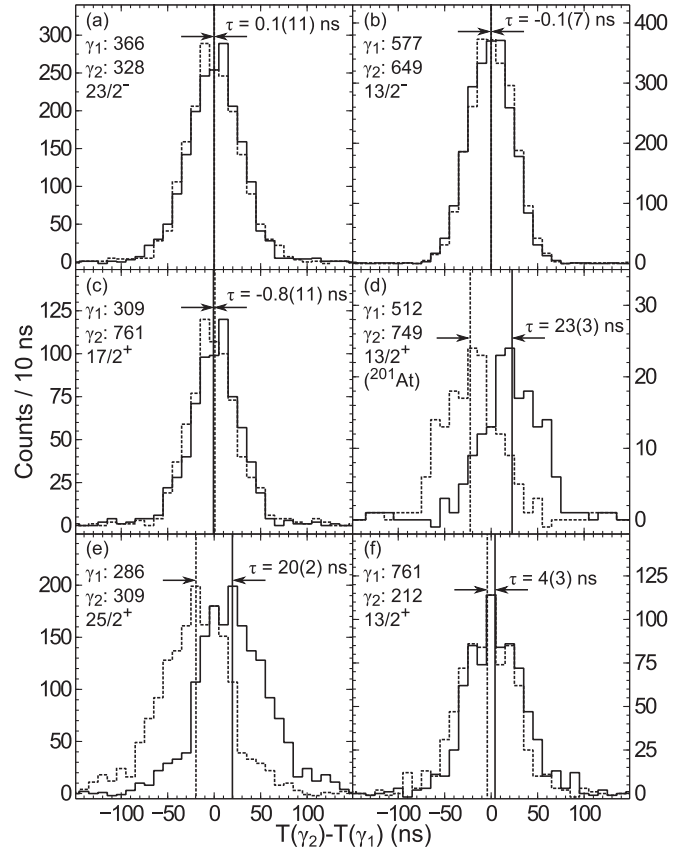 (a)
γ1: 366
γ2: 328
23/2⁻
τ = 0.1(11) ns
300
250
200
150
100
50
0
(b)
γ1: 577
γ2: 649
13/2⁻
τ = -0.1(7) ns
400
300
200
100
0
(c)
γ1: 309
γ2: 761
17/2⁺
τ = -0.8(11) ns
125
100
75
50
25
0
(d)
γ1: 512
γ2: 749
13/2⁺
(²⁰¹At)
τ = 23(3) ns
30
20
10
0
(e)
γ1: 286
γ2: 309
25/2⁺
τ = 20(2) ns
200
150
100
50
0
(f)
γ1: 761
γ2: 212
13/2⁺
τ = 4(3) ns
125
100
75
50
25
0
Counts / 10 ns
−100 −50 0 50 100
−100 −50 0 50 100
T(γ2)-T(γ1) (ns)